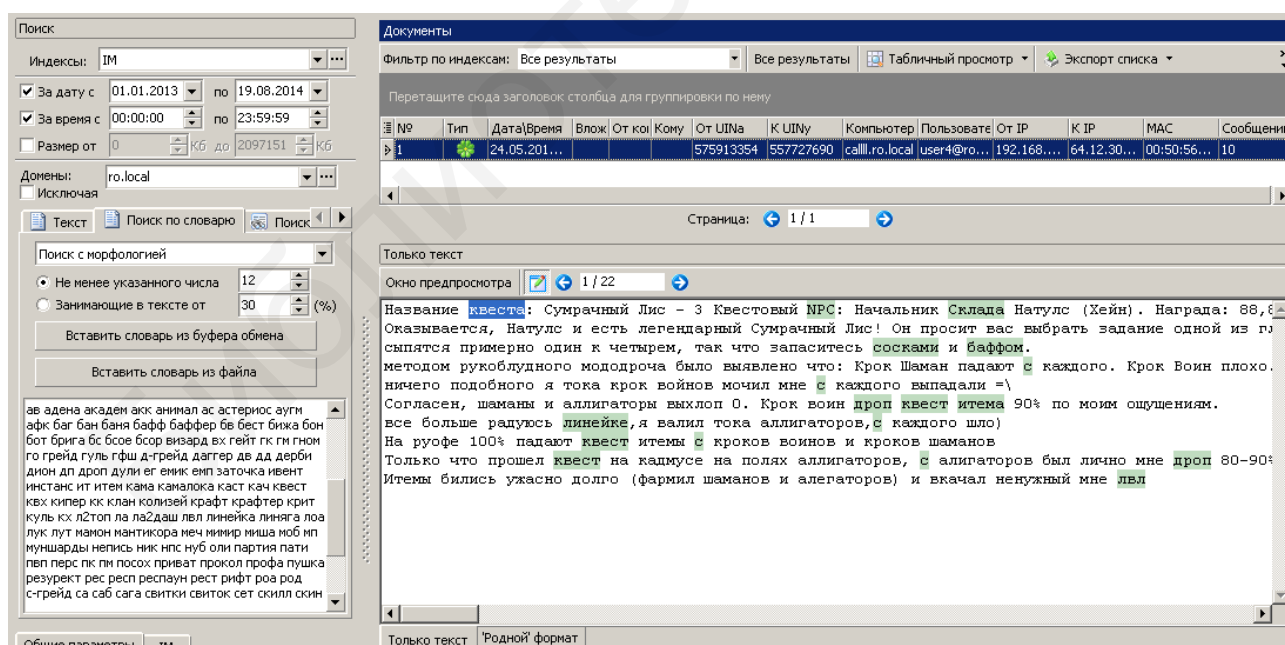 Поиск
Индексы: IM
За дату с 01.01.2013 по 19.08.2014
За время с 00:00:00 по 23:59:59
Размер от 0 Кб до 2097151 Кб
Домены: ro.local
Исключая
Текст Поиск по словарю Поиск
Поиск с морфологией
Не менее указанного числа 12
Занимающие в тексте от 30 (%)
Вставить словарь из буфера обмена
Вставить словарь из файла
ав адена академ акк анимал ас астериос аугм
афк баг бан баня бафф баффер бв бест бижа бон
бот брига бс бсое бсор визард вх гейт гк гм гном
го грейд гуль гфш д-грейд даггер дв дд дерби
дион дп дроп дули ег емик емп заточка ивент
инстанс ит итем кама камалока каст кач квест
квх кипер кк клан колизей крафт крафтер крит
куль кх л2топ ла ла2даш лвл линейка линяга лоа
лук лут мамон мантикора меч мимир миша моб мп
муншарды непись ник нпс нуб оли партия пати
пвп перс пк пм посох приват прокол профа пушка
резурект рес респ респаун рест рифт роа род
с-грейд са саб сага свитки свиток сет скилл скин
Общие параметры IM
Документы
Фильтр по индексам: Все результаты Все результаты Табличный просмотр Экспорт списка
Перетащите сюда заголовок столбца для группировки по нему
№ Тип Дата\Время Влож От ко Кому От UINа К UINу Компьютер Пользовате От IP К IP MAC Сообщени
1 24.05.201... 575913354 557727690 callll.ro.local user4@ro... 192.168.... 64.12.30... 00:50:56... 10
Страница: 1 / 1
Только текст
Окно предпросмотра 1 / 22
Название квеста: Сумрачный Лис - 3 Квестовый NPC: Начальник Склада Натулс (Хейн). Награда: 88,8
Оказывается, Натулс и есть легендарный Сумрачный Лис! Он просит вас выбрать задание одной из гл
сыпятся примерно один к четырем, так что запаситесь сосками и баффом.
методом рукоблудного мододроча было выявлено что: Крок Шаман падают с каждого. Крок Воин плохо.
ничего подобного я тока крок войнов мочил мне с каждого выпадали =\
Согласен, шаманы и аллигаторы выхлоп 0. Крок воин дроп квест итема 90% по моим ощущениям.
все больше радуюсь линейке,я валил тока аллигаторов,с каждого шло)
На руофе 100% падают квест итемы с кроков воинов и кроков шаманов
Только что прошел квест на кадмусе на полях аллигаторов, с алигаторов был лично мне дроп 80-90%
Итемы бились ужасно долго (фармил шаманов и алегаторов) и вкачал ненужный мне лвл
Только текст 'Родной' формат